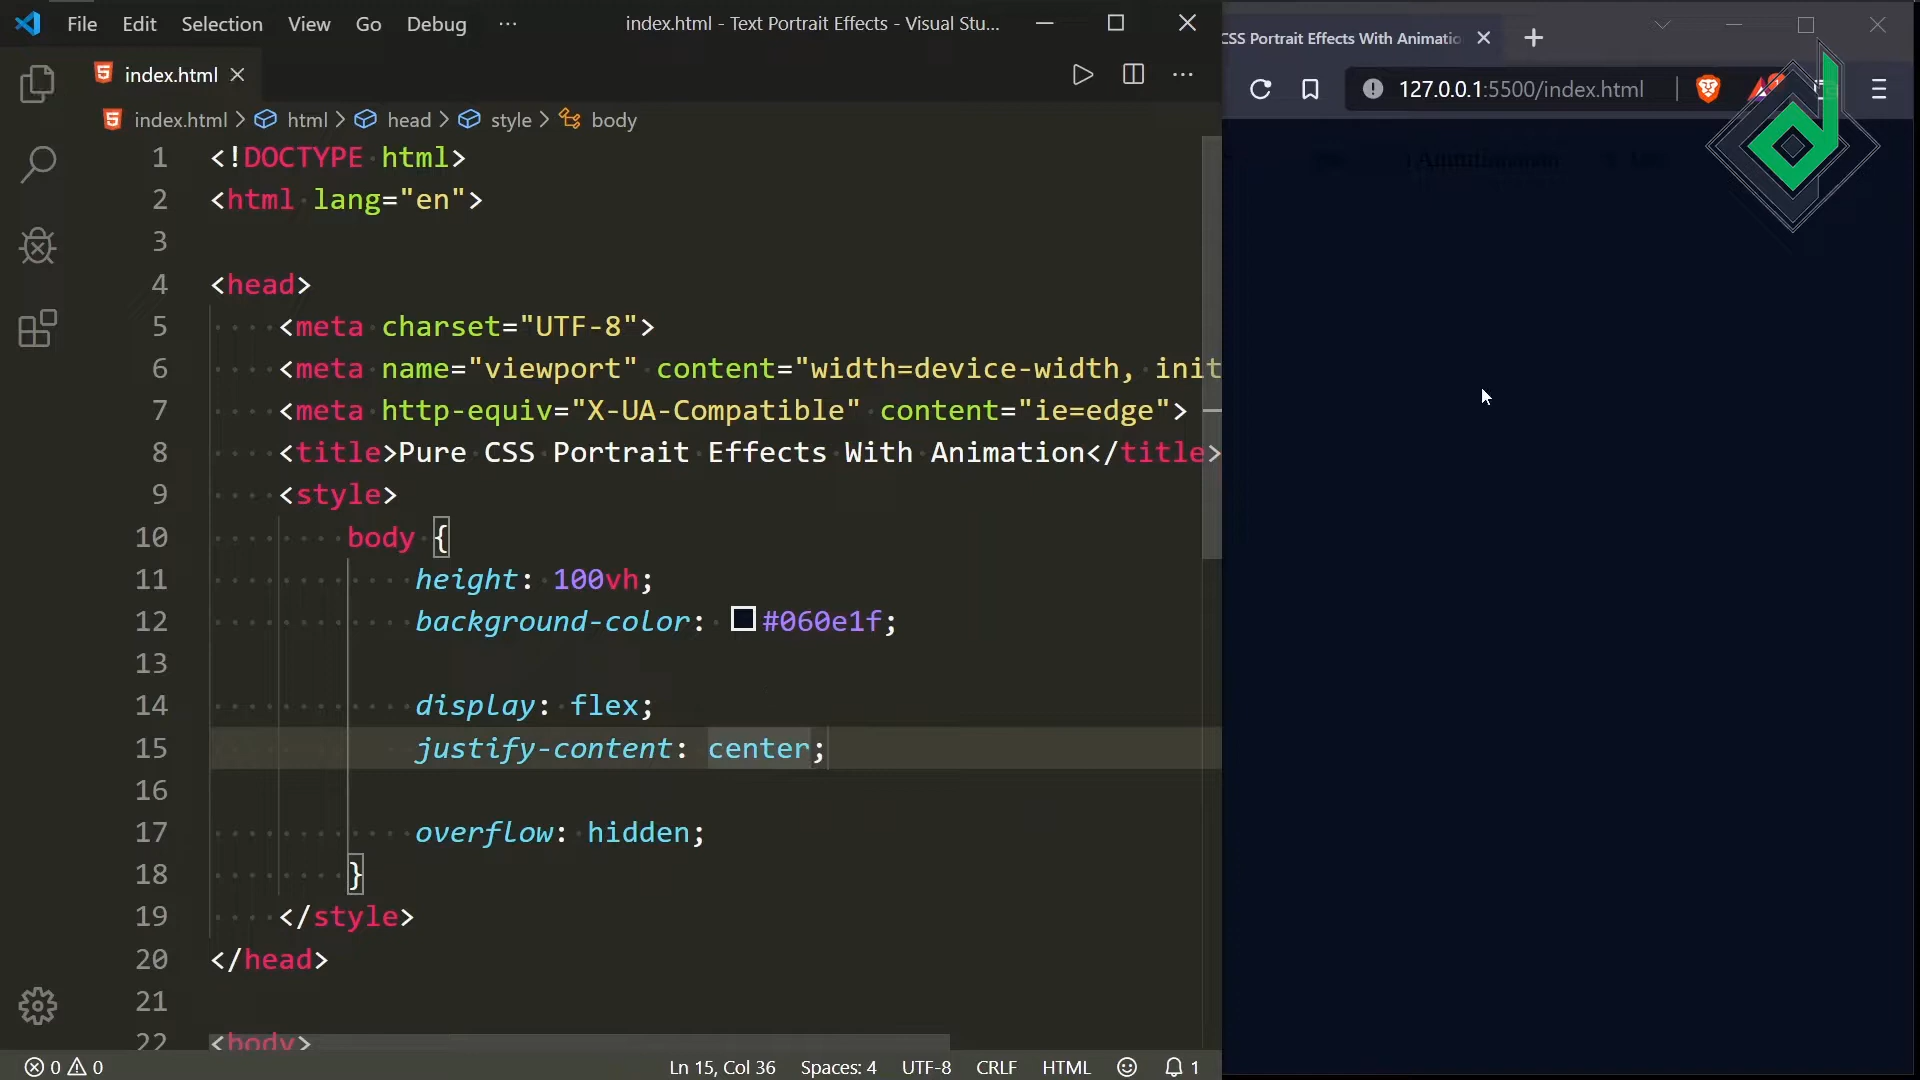 File Edit Selection View Go Debug ··· index.html - Text Portrait Effects - Visual Stu...
index.html
index.html > html > head > style > body
1 <!DOCTYPE html>
2 <html lang="en">
3
4 <head>
5 <meta charset="UTF-8">
6 <meta name="viewport" content="width=device-width, init
7 <meta http-equiv="X-UA-Compatible" content="ie=edge">
8 <title>Pure CSS Portrait Effects With Animation</title>
9 <style>
10 body {
11 height: 100vh;
12 background-color: #060e1f;
13
14 display: flex;
15 justify-content: center;
16
17 overflow: hidden;
18 }
19 </style>
20 </head>
21
22 <body>
0 0 Ln 15, Col 36 Spaces: 4 UTF-8 CRLF HTML 1
CSS Portrait Effects With Animatio
127.0.0.1:5500/index.html